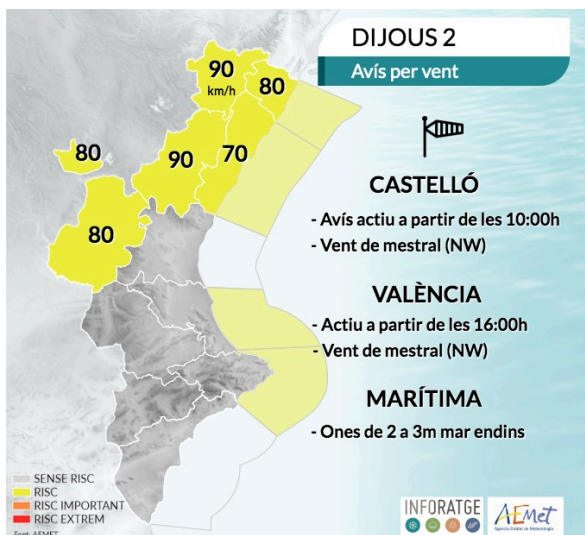 DIJOUS 2
Avís per vent
90
km/h
80
80
90
70
80
CASTELLÓ
- Avís actiu a partir de les 10:00h
- Vent de mestral (NW)
VALÈNCIA
- Actiu a partir de les 16:00h
- Vent de mestral (NW)
MARÍTIMA
- Ones de 2 a 3m mar endins
SENSE RISC
RISC
RISC IMPORTANT
RISC EXTREM
Font: AEMET
INFORATGE
AEMet
Agencia Estatal de Meteorología